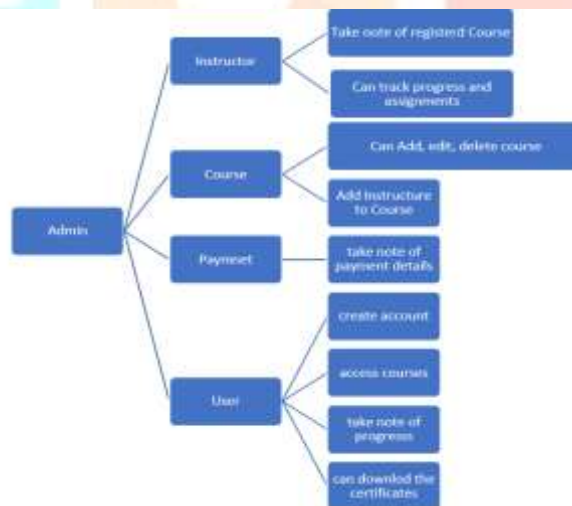 Take note of registerd Course
Instructor
Can track progress and
assignments
Can Add, edit, delete course
Course
Add Instructure
to Course
Admin
Paymnet
take note of
payment details
create account
access courses
User
take note of
progresss
can downlod the
certificates